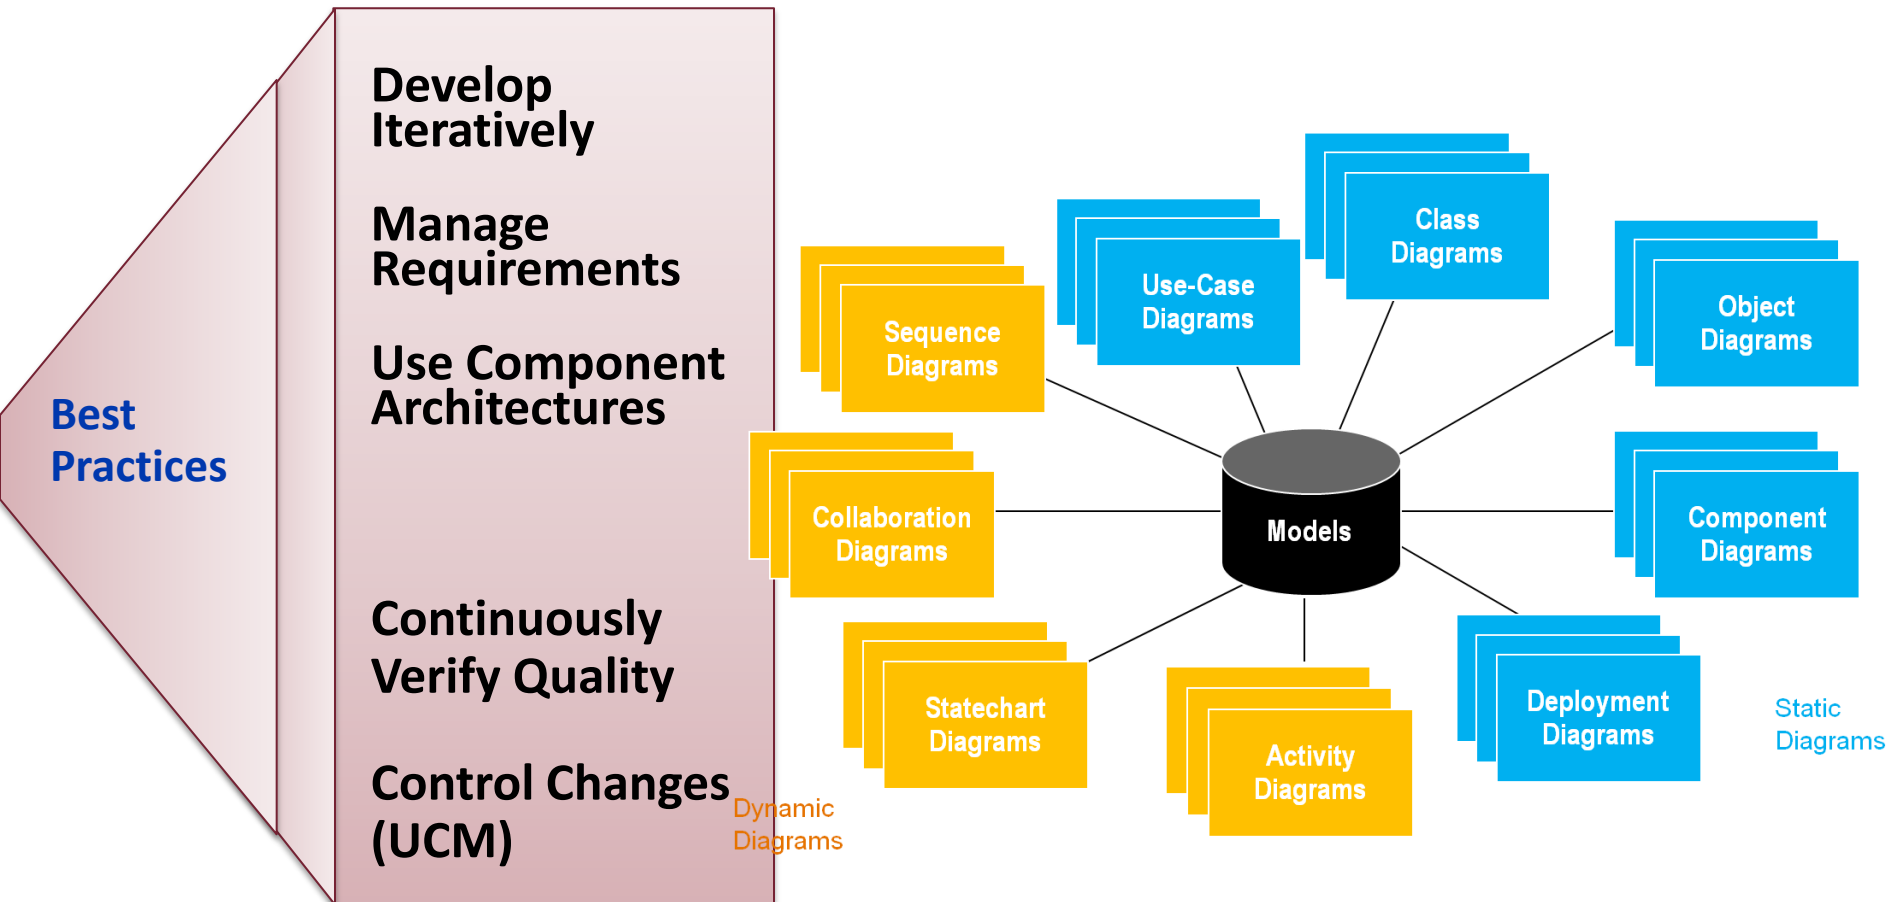 Best
Practices
Develop
Iteratively
Manage
Requirements
Use Component
Architectures
Continuously
Verify Quality
Control Changes
(UCM)
Sequence
Diagrams
Use-Case
Diagrams
Class
Diagrams
Object
Diagrams
Collaboration
Diagrams
Models
Component
Diagrams
Statechart
Diagrams
Activity
Diagrams
Deployment
Diagrams
Static
Diagrams
Dynamic
Diagrams